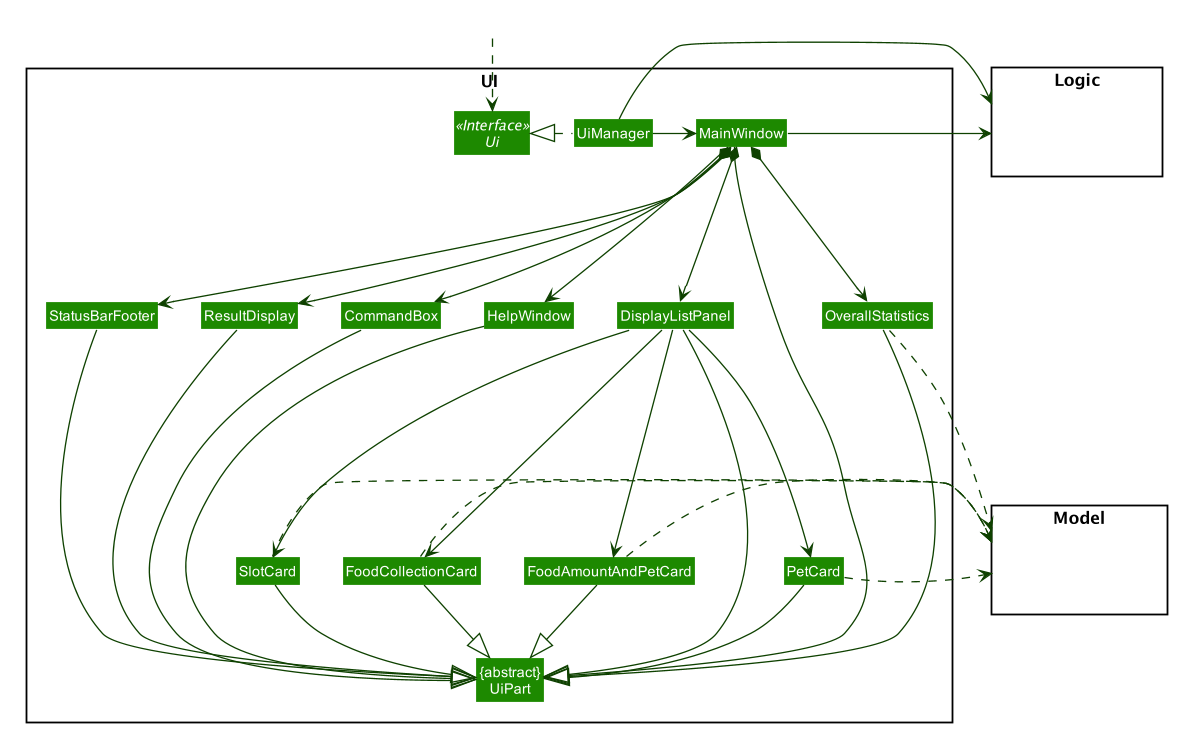 UI
Logic
«Interface»
Ui
UiManager
MainWindow
StatusBarFooter
ResultDisplay
CommandBox
HelpWindow
DisplayListPanel
OverallStatistics
Model
SlotCard
FoodCollectionCard
FoodAmountAndPetCard
PetCard
{abstract}
UiPart